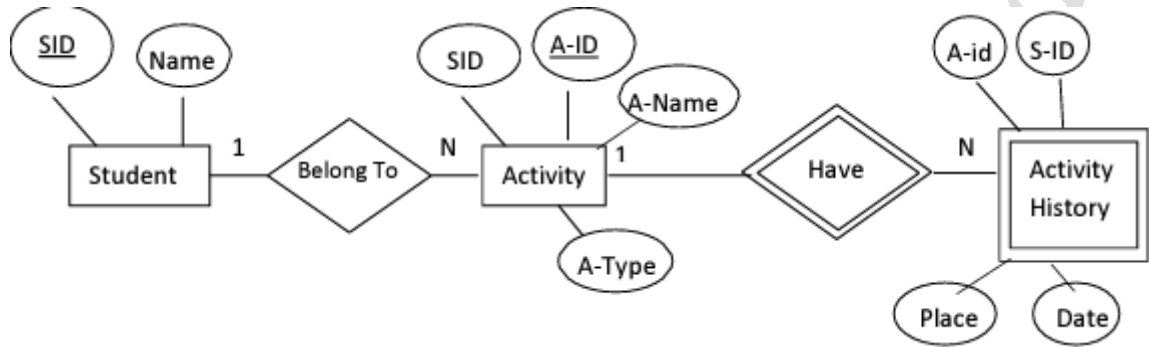 SID
Name
SID
A-ID
A-Name
A-id
S-ID
Student
1
Belong To
N
Activity
1
Have
N
Activity
History
A-Type
Place
Date